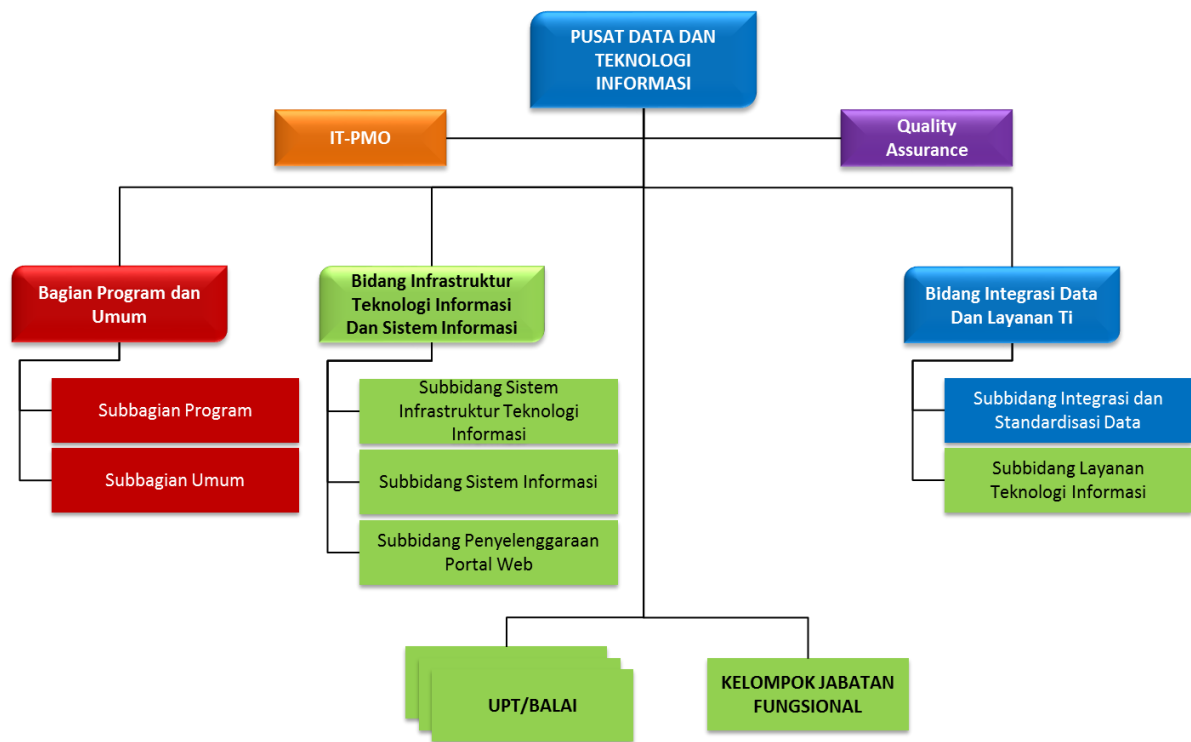 PUSAT DATA DAN
TEKNOLOGI
INFORMASI
IT-PMO
Quality
Assurance
Bagian Program dan
Umum
Bidang Infrastruktur
Teknologi Informasi
Dan Sistem Informasi
Bidang Integrasi Data
Dan Layanan Ti
Subbagian Program
Subbagian Umum
Subbidang Sistem
Infrastruktur Teknologi
Informasi
Subbidang Sistem Informasi
Subbidang Penyelenggaraan
Portal Web
Subbidang Integrasi dan
Standardisasi Data
Subbidang Layanan
Teknologi Informasi
UPT/BALAI
KELOMPOK JABATAN
FUNGSIONAL